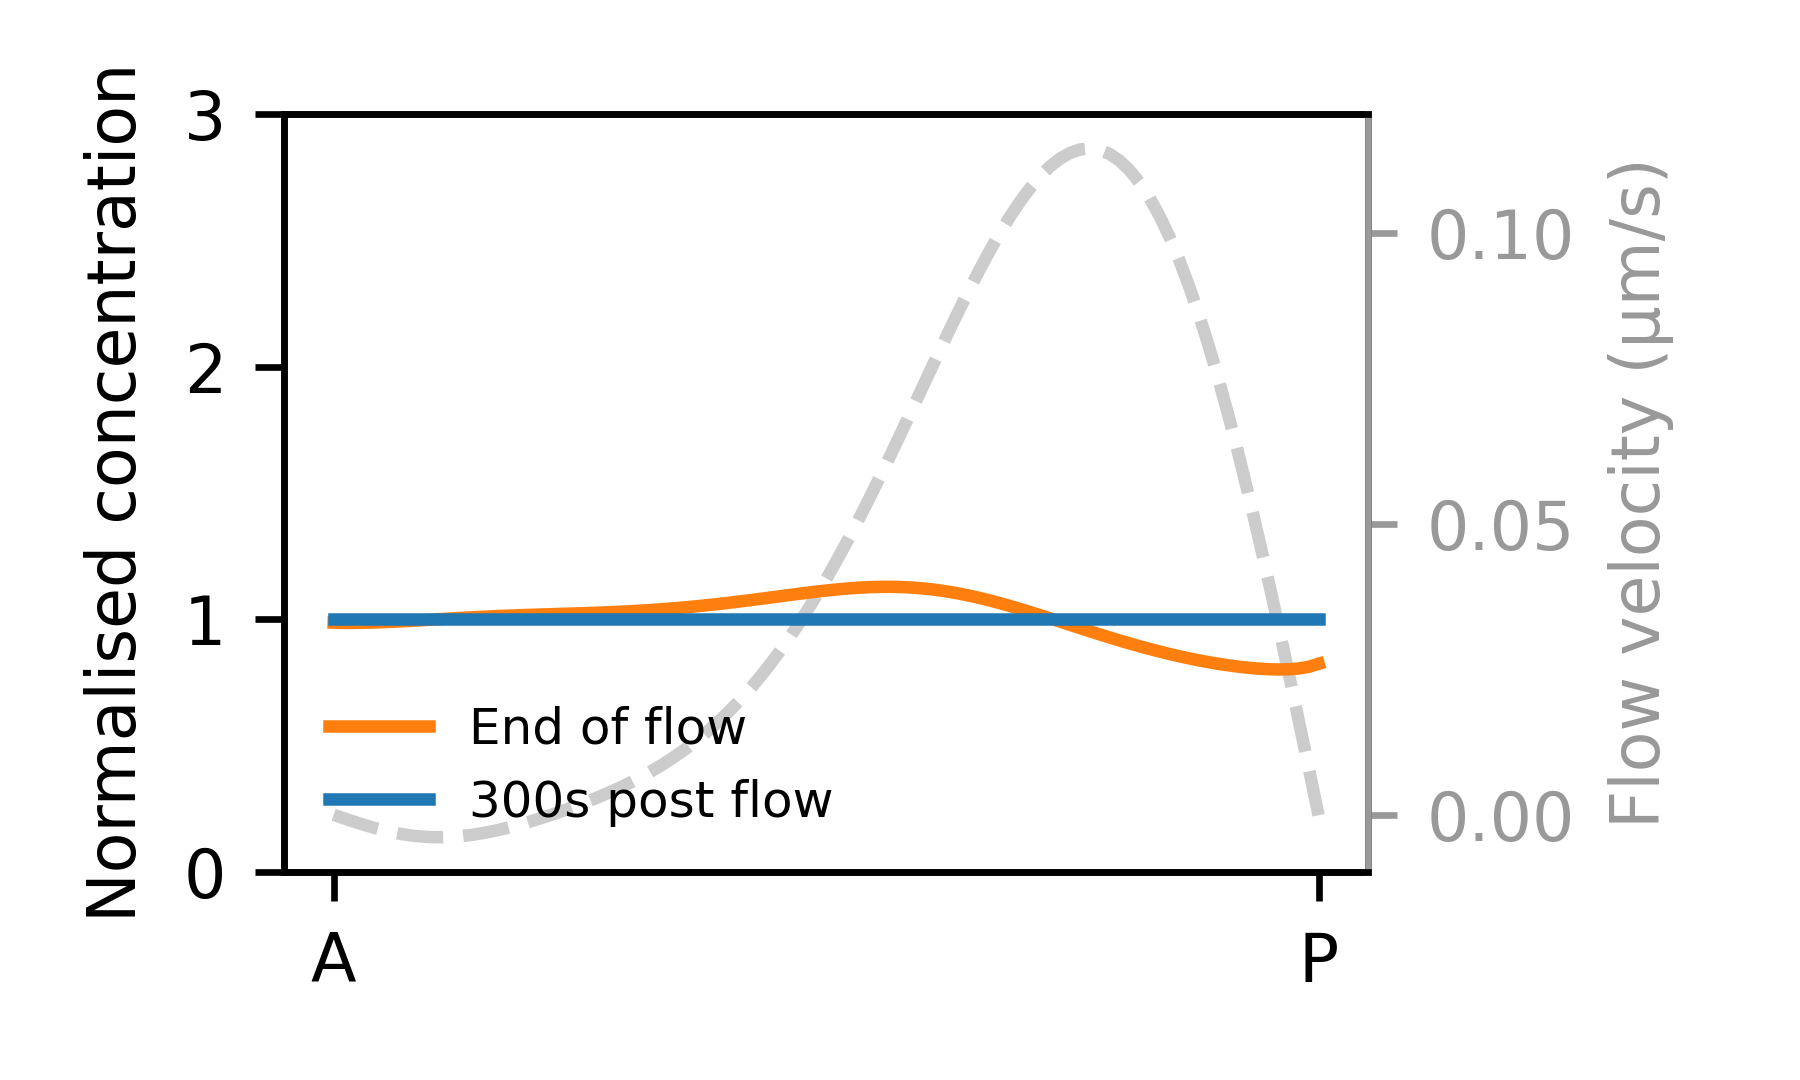 Normalised concentration
3
2
1
0
End of flow
300s post flow
A
P
0.10
0.05
0.00
Flow velocity (µm/s)